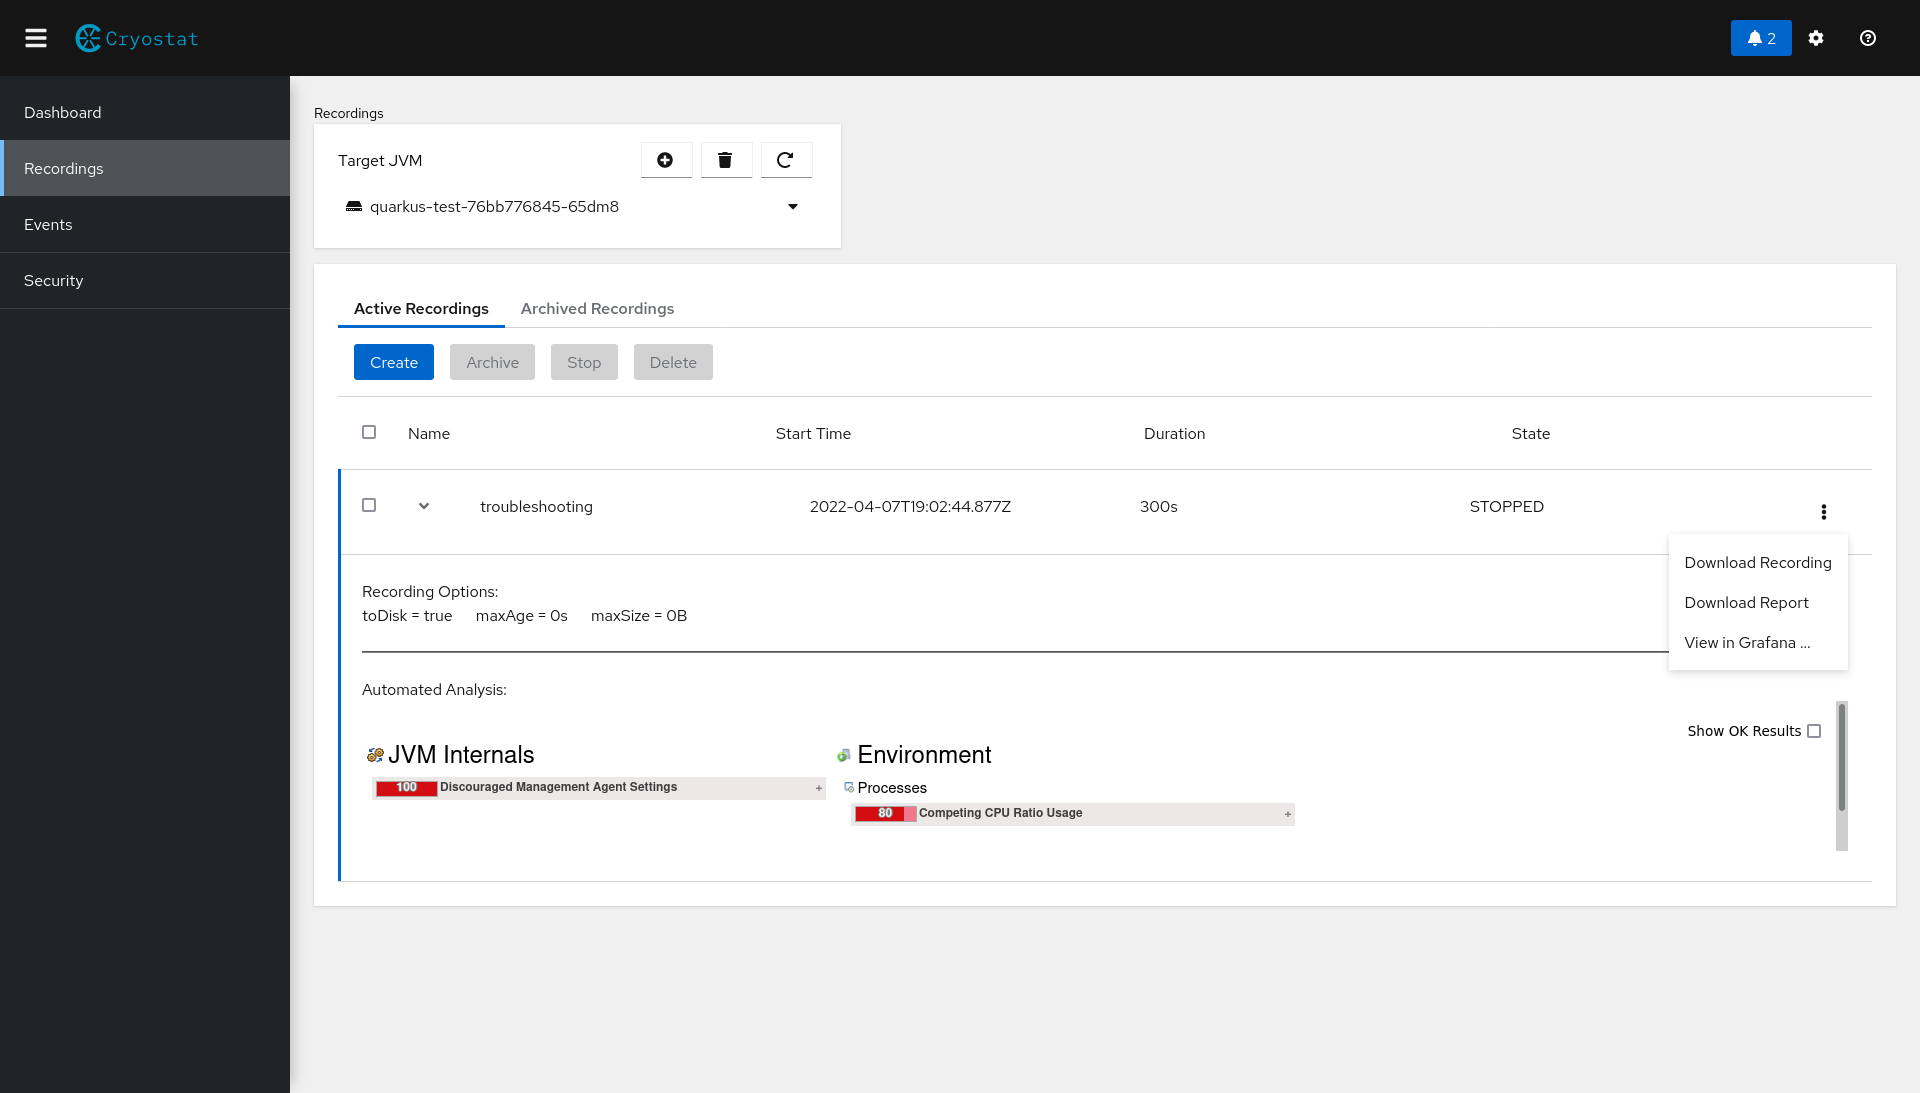 Cryostat
2
Dashboard
Recordings
Events
Security
Recordings
Target JVM
quarkus-test-76bb776845-65dm8
Active Recordings Archived Recordings
Create Archive Stop Delete
Name Start Time Duration State
troubleshooting 2022-04-07T19:02:44.877Z 300s STOPPED
Download Recording
Download Report
View in Grafana ...
Recording Options:
toDisk = true maxAge = 0s maxSize = 0B
Automated Analysis:
Show OK Results
JVM Internals
100 Discouraged Management Agent Settings +
Environment
Processes
80 Competing CPU Ratio Usage +